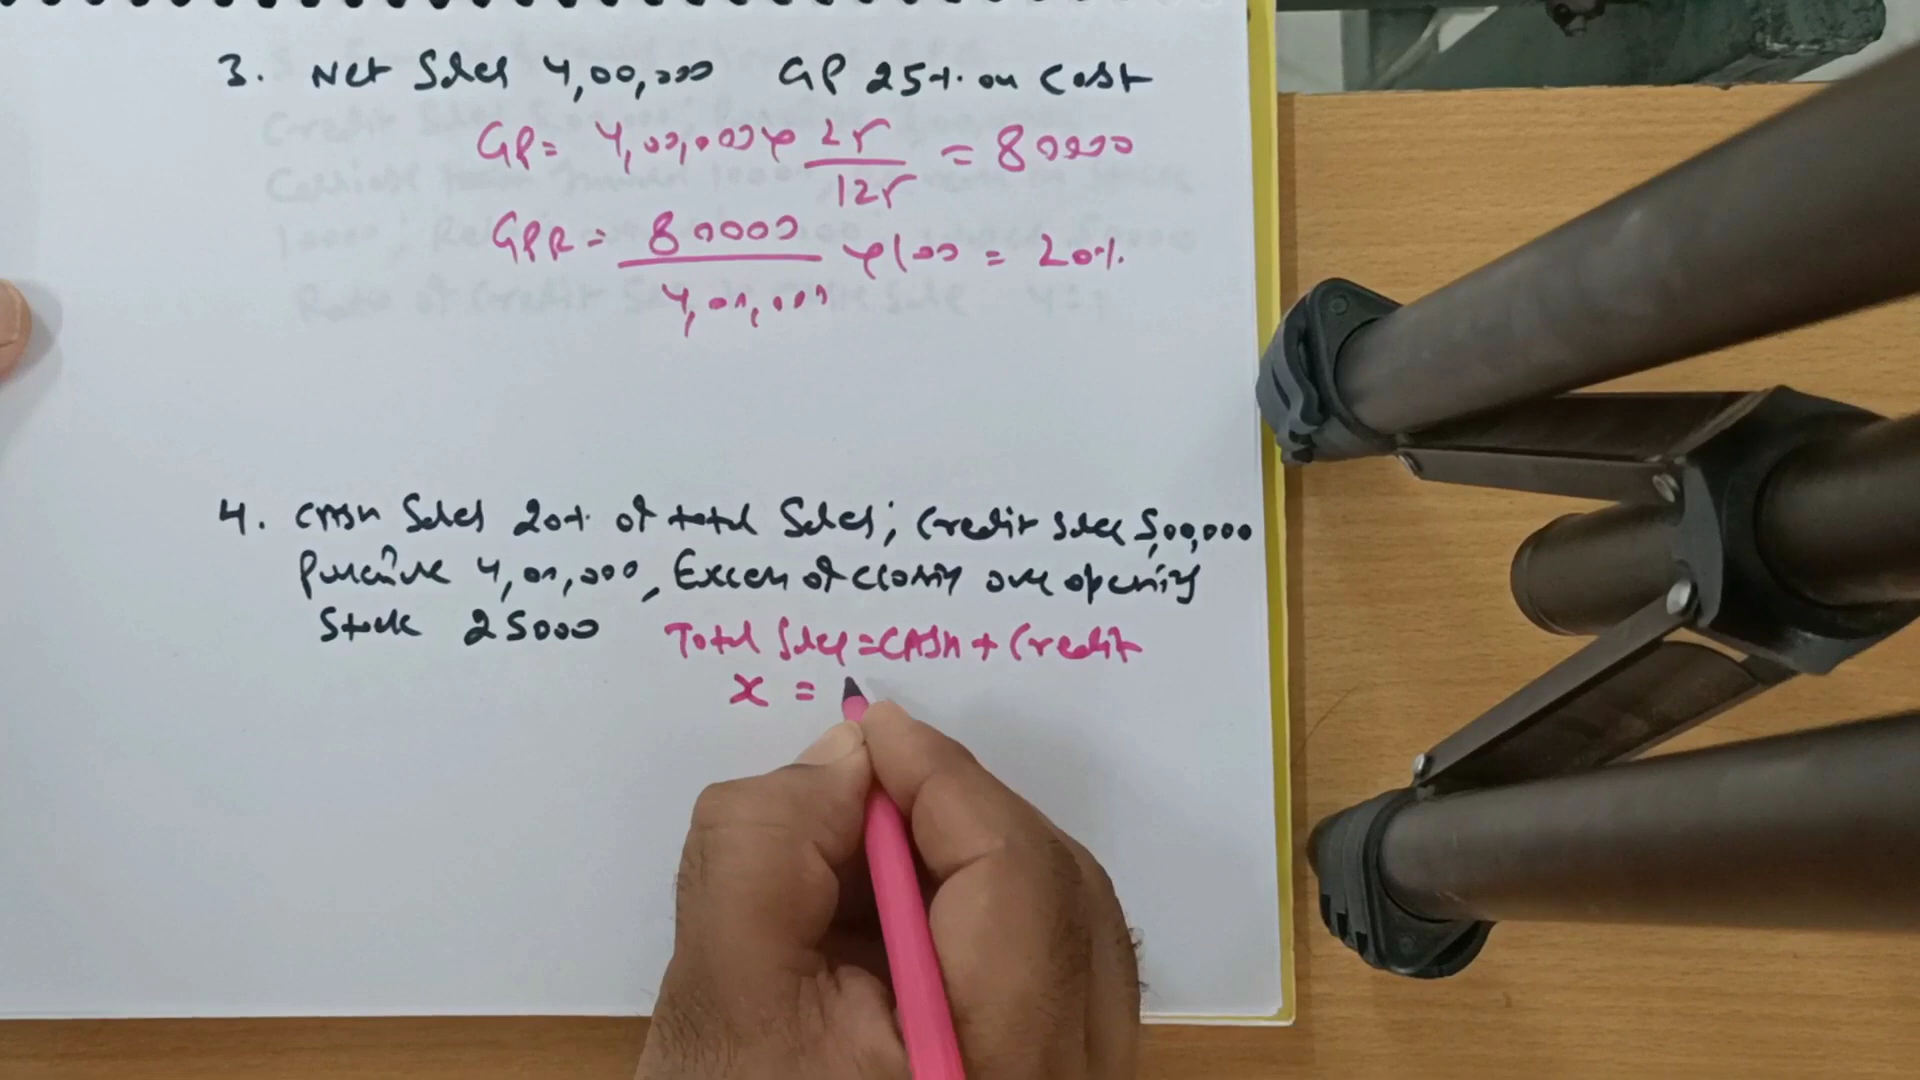 3. Net Sales 4,00,000 GP 25% on Cost
GP = 4,00,000 x 25/125 = 80000
GPR = 80000/4,00,000 x 100 = 20%
4. Cash Sales 20% of total Sales; Credit Sales 5,00,000
Purchase 4,00,000, Excess of closing over opening
Stock 25000
Total Sales = Cash + Credit
x =